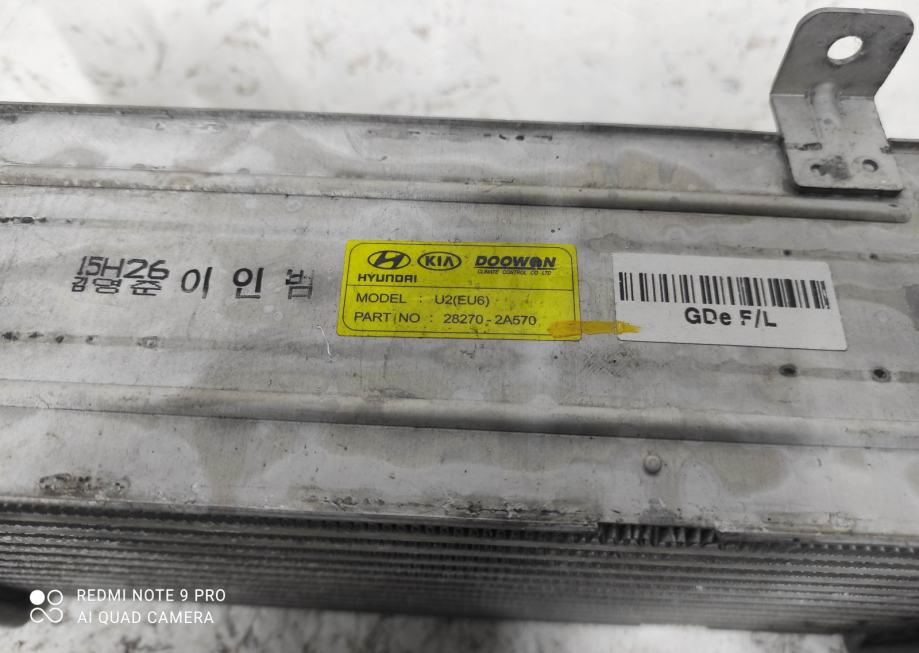 15H26
김영준 이인범
HYUNDAI KIA DOOWON
CLIMATE CONTROL CO LTD
MODEL : U2(EU6)
PART NO : 28270-2A570
GDe F/L
REDMI NOTE 9 PRO
AI QUAD CAMERA